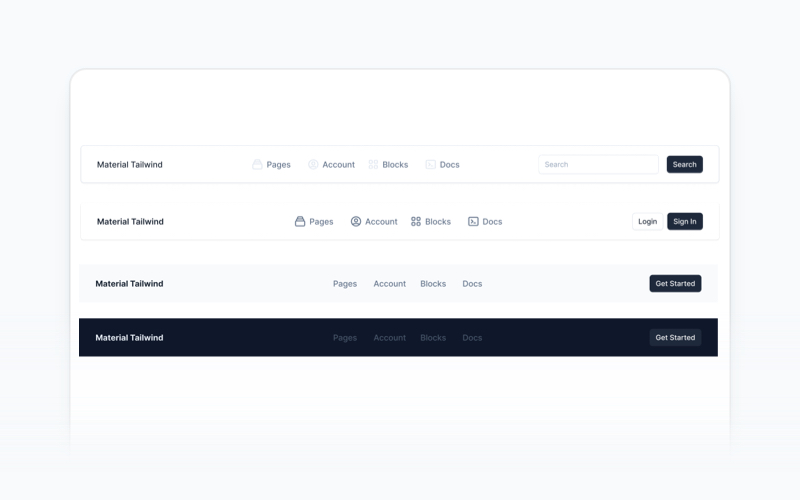 Material Tailwind Pages Account Blocks Docs Search Search
Material Tailwind Pages Account Blocks Docs Login Sign In
Material Tailwind Pages Account Blocks Docs Get Started
Material Tailwind Pages Account Blocks Docs Get Started